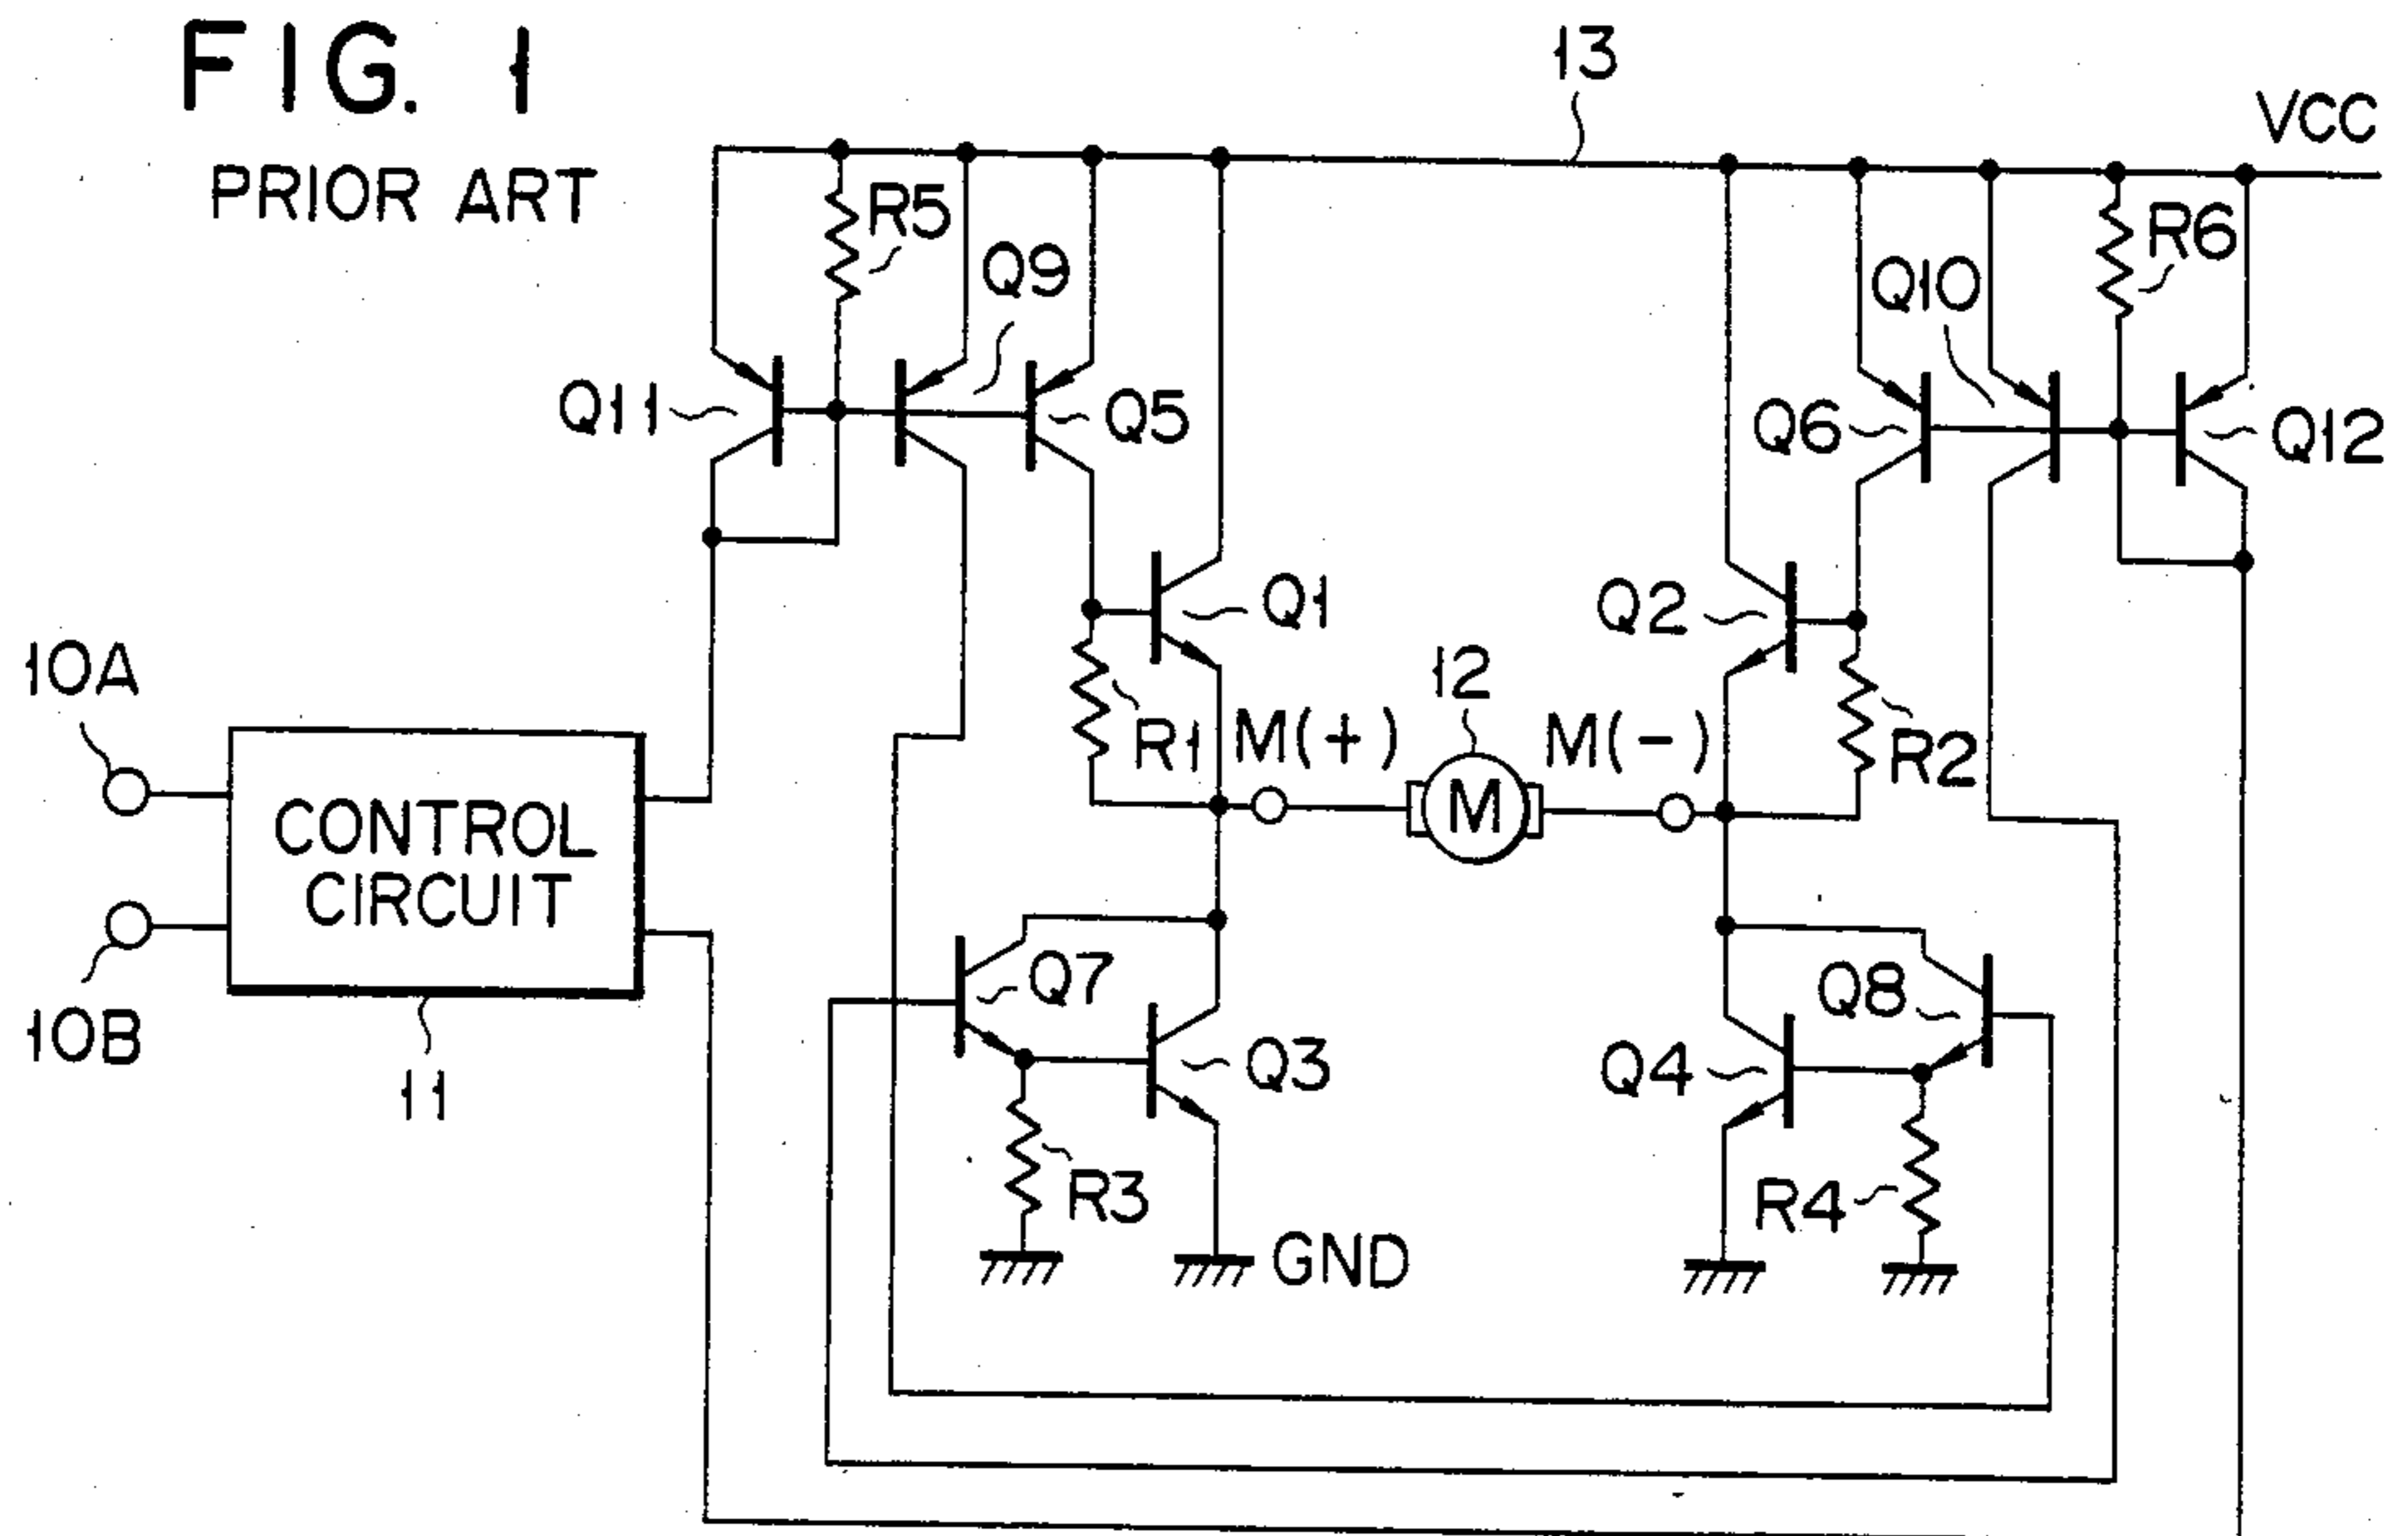 FIG. 1
PRIOR ART
13
VCC
R5
Q9
Q11
Q5
Q10
R6
Q6
Q12
Q1
Q2
10A
12
R1
M(+)
M
M(-)
R2
CONTROL
CIRCUIT
10B
11
Q7
Q3
Q8
Q4
R3
R4
GND